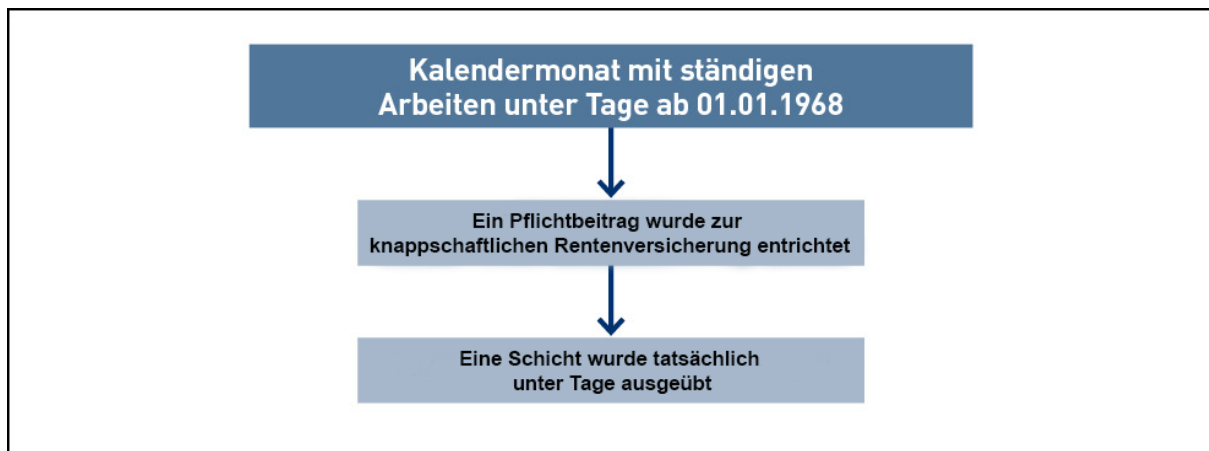 Kalendermonat mit ständigen
Arbeiten unter Tage ab 01.01.1968
Ein Pflichtbeitrag wurde zur
knappschaftlichen Rentenversicherung entrichtet
Eine Schicht wurde tatsächlich
unter Tage ausgeübt